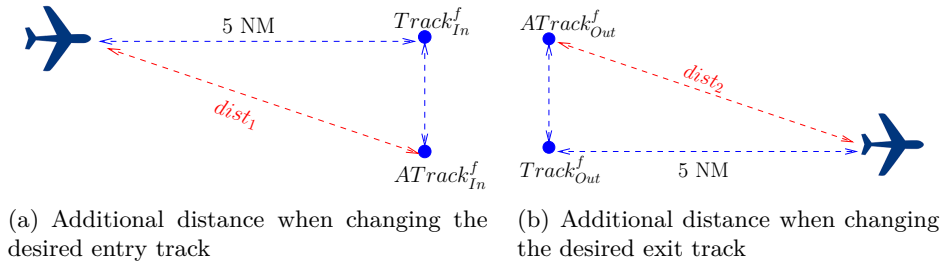 5 NM
Track^f_In
dist_1
ATrack^f_In
ATrack^f_Out
dist_2
Track^f_Out
5 NM
(a) Additional distance when changing the
desired entry track
(b) Additional distance when changing
the desired exit track